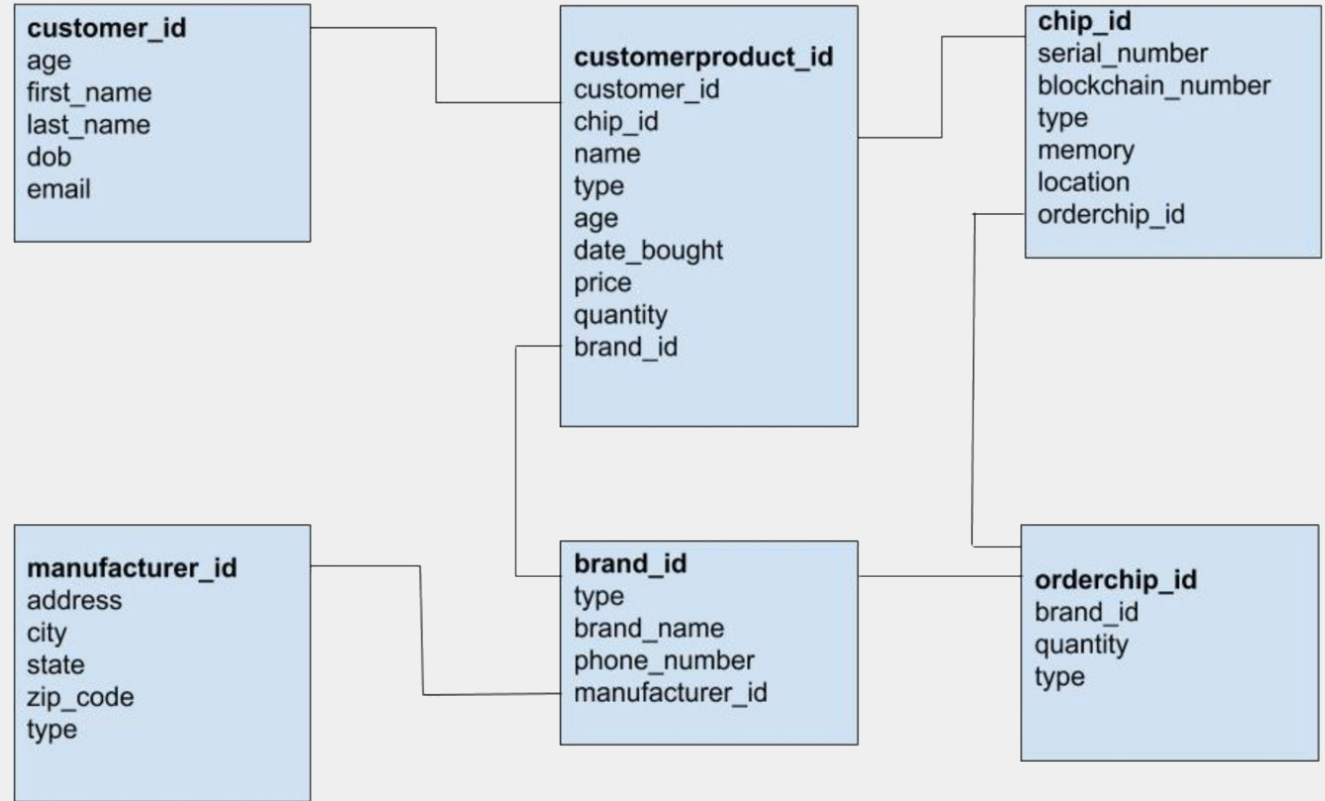 customer_id
age
first_name
last_name
dob
email
customerproduct_id
customer_id
chip_id
name
type
age
date_bought
price
quantity
brand_id
chip_id
serial_number
blockchain_number
type
memory
location
orderchip_id
manufacturer_id
address
city
state
zip_code
type
brand_id
type
brand_name
phone_number
manufacturer_id
orderchip_id
brand_id
quantity
type